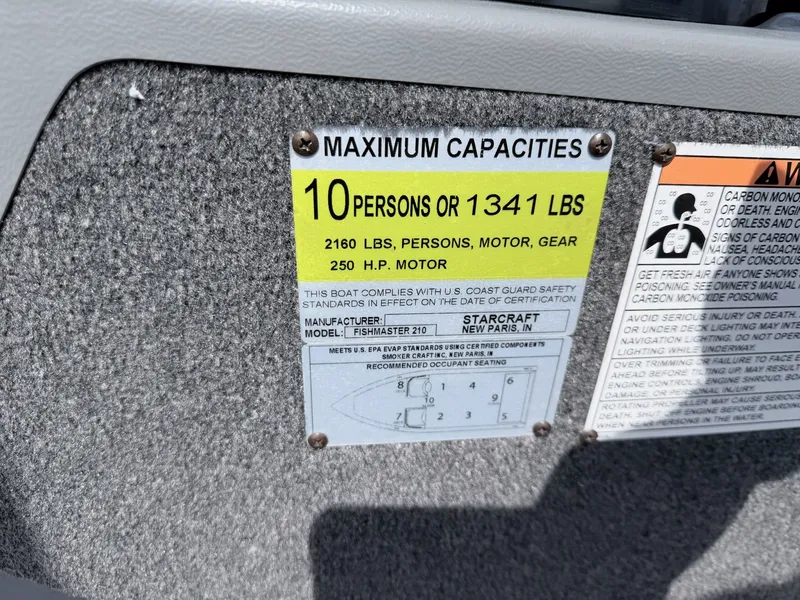 MAXIMUM CAPACITIES
10 PERSONS OR 1341 LBS
2160 LBS, PERSONS, MOTOR, GEAR
250 H.P. MOTOR
THIS BOAT COMPLIES WITH U.S. COAST GUARD SAFETY
STANDARDS IN EFFECT ON THE DATE OF CERTIFICATION
MANUFACTURER: STARCRAFT
MODEL: FISHMASTER 210 NEW PARIS, IN
MEETS U.S. EPA EVAP STANDARDS USING CERTIFIED COMPONENTS
SMOKER CRAFT INC, NEW PARIS, IN
RECOMMENDED OCCUPANT SEATING
8 1 4 6
10 9
7 2 3 5
CARBON MONO
OR DEATH. ENGI
ODORLESS AND C
SIGNS OF CARBON
NAUSEA, HEADACHE
LACK OF CONSCIOUS
GET FRESH AIR IF ANYONE SHOWS
POISONING. SEE OWNER'S MANUAL
CARBON MONOXIDE POISONING.
AVOID SERIOUS INJURY OR DEATH.
OR UNDER DECK LIGHTING MAY INTE
NAVIGATION LIGHTING. DO NOT OPER
LIGHTING WHILE UNDERWAY.
OVER TRIMMING OR FAILURE TO FACE
AHEAD BEFORE TILTING UP, MAY RESULT
ENGINE CONTROLS, ENGINE SHROUD, BO
DAMAGE, OR PERSONAL INJURY.
ROTATING PROPELLER MAY CAUSE SERIOUS
DEATH, SHUT OFF ENGINE BEFORE BOARDIN
WHEN NEAR PERSONS IN THE WATER.